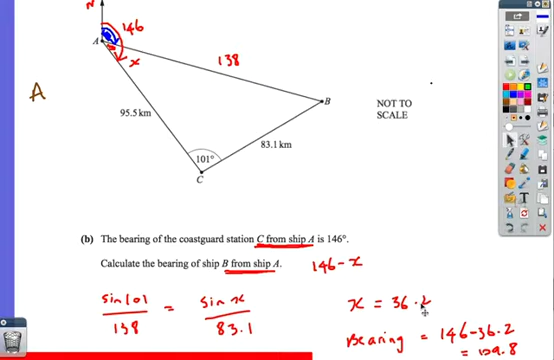 N
146
A
x
138
A
B
NOT TO
SCALE
95.5 km
83.1 km
101°
C
(b) The bearing of the coastguard station C from ship A is 146°.
Calculate the bearing of ship B from ship A. 146 - x
sin 101 / 138 = sin x / 83.1
x = 36.2
Bearing = 146 - 36.2
= 109.8